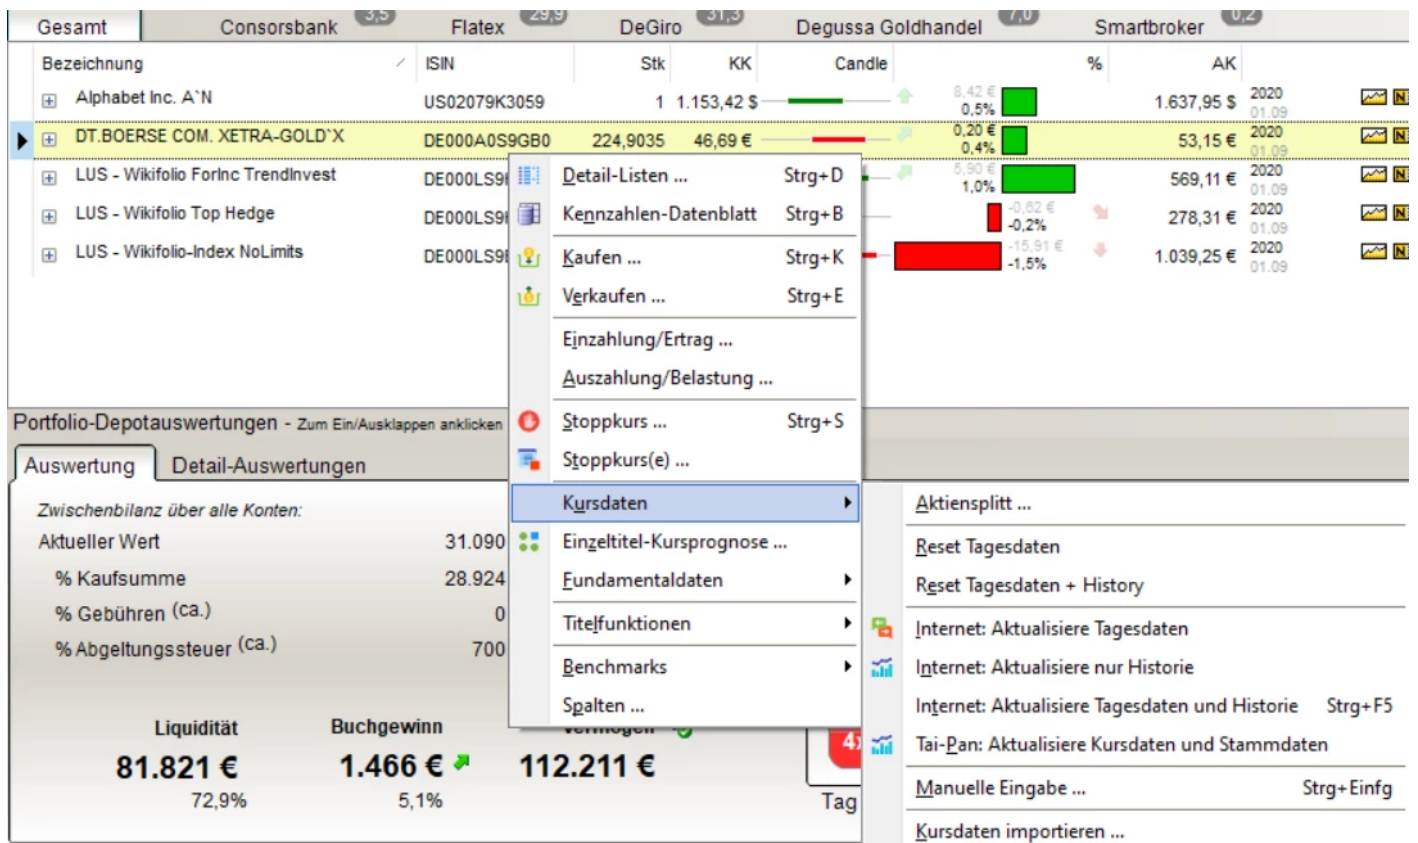 3,5 29,9 31,3 7,0 0,2
Gesamt Consorsbank Flatex DeGiro Degussa Goldhandel Smartbroker
Bezeichnung ISIN Stk KK Candle % AK
Alphabet Inc. A`N US02079K3059 1 1.153,42 $ 8,42 € 0,5% 1.637,95 $ 2020 01.09
DT.BOERSE COM. XETRA-GOLD`X DE000A0S9GB0 224,9035 46,69 € 0,20 € 0,4% 53,15 € 2020 01.09
LUS - Wikifolio ForInc TrendInvest DE000LS9 5,90 € 1,0% 569,11 € 2020 01.09
LUS - Wikifolio Top Hedge DE000LS9 -0,62 € -0,2% 278,31 € 2020 01.09
LUS - Wikifolio-Index NoLimits DE000LS9 -15,91 € -1,5% 1.039,25 € 2020 01.09
Detail-Listen ... Strg+D
Kennzahlen-Datenblatt Strg+B
Kaufen ... Strg+K
Verkaufen ... Strg+E
Einzahlung/Ertrag ...
Auszahlung/Belastung ...
Stoppkurs ... Strg+S
Stoppkurs(e) ...
Kursdaten
Einzeltitel-Kursprognose ...
Fundamentaldaten
Titelfunktionen
Benchmarks
Spalten ...
Aktiensplitt ...
Reset Tagesdaten
Reset Tagesdaten + History
Internet: Aktualisiere Tagesdaten
Internet: Aktualisiere nur Historie
Internet: Aktualisiere Tagesdaten und Historie Strg+F5
Tai-Pan: Aktualisiere Kursdaten und Stammdaten
Manuelle Eingabe ... Strg+Einfg
Kursdaten importieren ...
Portfolio-Depotauswertungen - Zum Ein/Ausklappen anklicken
Auswertung Detail-Auswertungen
Zwischenbilanz über alle Konten:
Aktueller Wert 31.090
% Kaufsumme 28.924
% Gebühren (ca.) 0
% Abgeltungssteuer (ca.) 700
Liquidität Buchgewinn Vermögen
81.821 € 1.466 € 112.211 €
72,9% 5,1%
4x
Tag